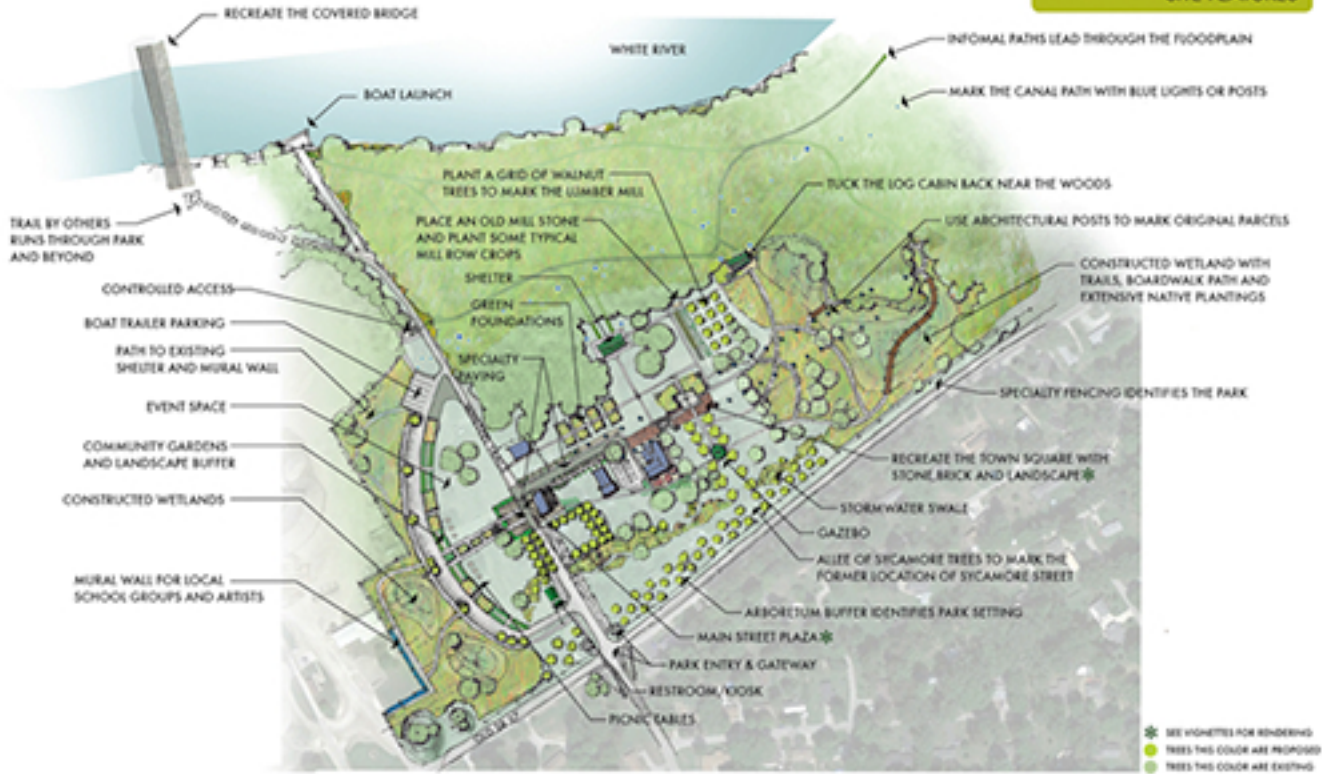 SITE FEATURES
RECREATE THE COVERED BRIDGE
WHITE RIVER
INFOMAL PATHS LEAD THROUGH THE FLOODPLAIN
BOAT LAUNCH
MARK THE CANAL PATH WITH BLUE LIGHTS OR POSTS
PLANT A GRID OF WALNUT
TREES TO MARK THE LUMBER MILL
TUCK THE LOG CABIN BACK NEAR THE WOODS
TRAIL BY OTHERS
RUNS THROUGH PARK
AND BEYOND
PLACE AN OLD MILL STONE
AND PLANT SOME TYPICAL
MILL ROW CROPS
USE ARCHITECTURAL POSTS TO MARK ORIGINAL PARCELS
SHELTER
CONSTRUCTED WETLAND WITH
TRAILS, BOARDWALK PATH AND
EXTENSIVE NATIVE PLANTINGS
CONTROLLED ACCESS
GREEN
FOUNDATIONS
BOAT TRAILER PARKING
PATH TO EXISTING
SHELTER AND MURAL WALL
SPECIALTY
PAVING
SPECIALTY FENCING IDENTIFIES THE PARK
EVENT SPACE
COMMUNITY GARDENS
AND LANDSCAPE BUFFER
RECREATE THE TOWN SQUARE WITH
STONE,BRICK AND LANDSCAPE*
CONSTRUCTED WETLANDS
STORMWATER SWALE
GAZEBO
ALLEE OF SYCAMORE TREES TO MARK THE
FORMER LOCATION OF SYCAMORE STREET
MURAL WALL FOR LOCAL
SCHOOL GROUPS AND ARTISTS
ARBORETUM BUFFER IDENTIFIES PARK SETTING
MAIN STREET PLAZA*
PARK ENTRY & GATEWAY
RESTROOM/KIOSK
PICNIC TABLES
* SEE VIGNETTES FOR RENDERING
TREES THIS COLOR ARE PROPOSED
TREES THIS COLOR ARE EXISTING